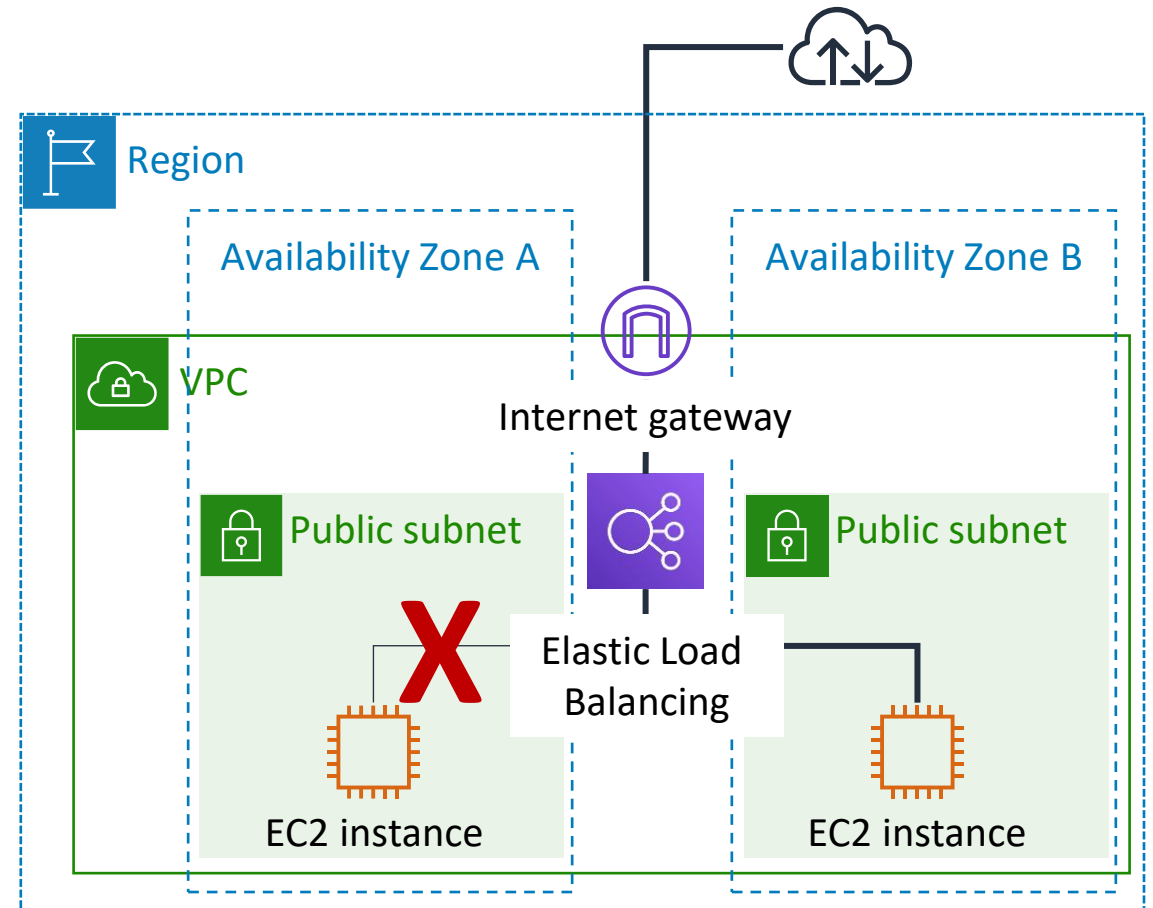 Region
Availability Zone A
Availability Zone B
VPC
Internet gateway
Public subnet
Public subnet
Elastic Load
Balancing
EC2 instance
EC2 instance